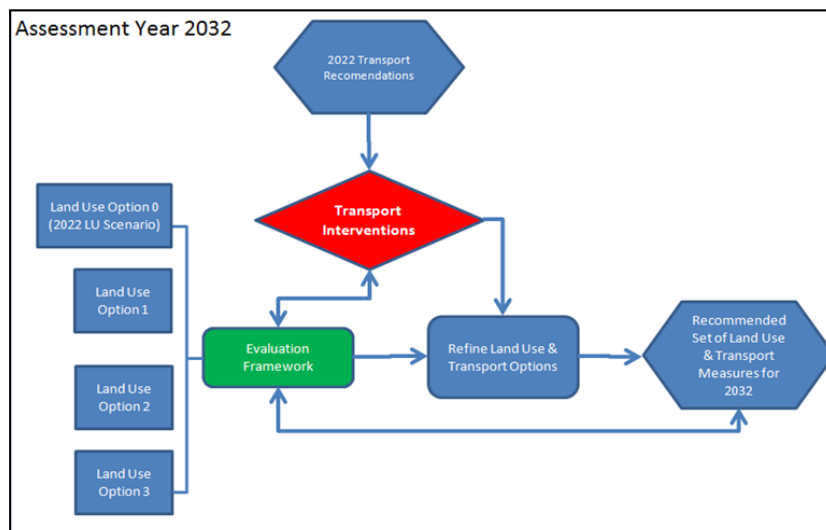 Assessment Year 2032
2022 Transport
Recomendations
Transport
Interventions
Land Use Option 0
(2022 LU Scenario)
Land Use
Option 1
Land Use
Option 2
Land Use
Option 3
Evaluation
Framework
Refine Land Use &
Transport Options
Recommended
Set of Land Use
& Transport
Measures for
2032